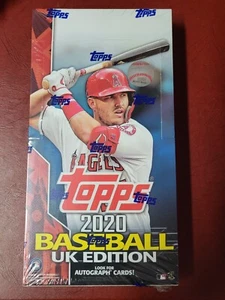 Topps
Topps
Topps
ANGELS
Topps
2020
Topps
BASEBALL
UK EDITION
LOOK FOR
AUTOGRAPH CARDS!